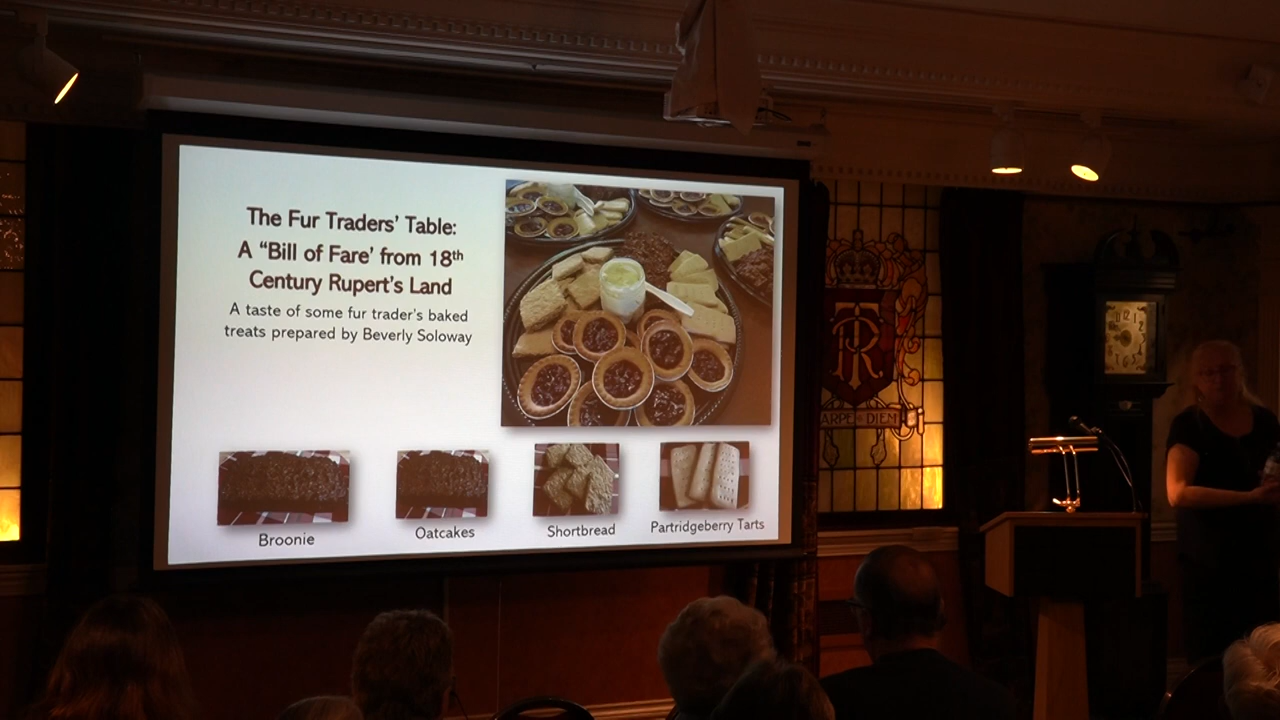 The Fur Traders’ Table:
A “Bill of Fare’ from 18th
Century Rupert’s Land
A taste of some fur trader’s baked
treats prepared by Beverly Soloway
Broonie
Oatcakes
Shortbread
Partridgeberry Tarts
ARPE DIEM